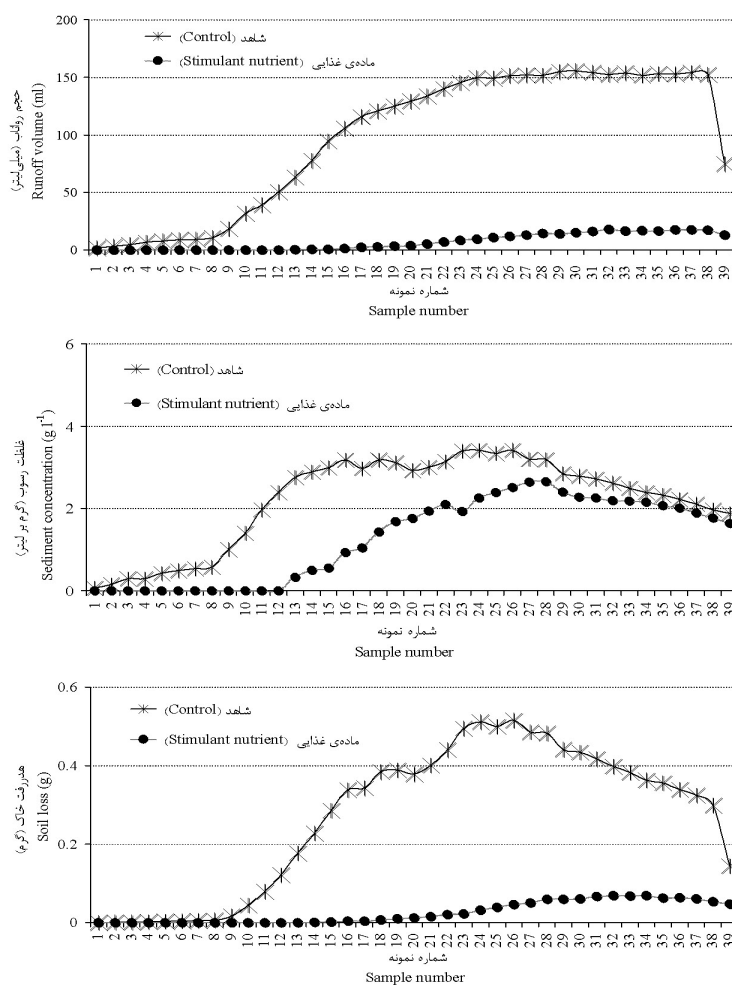 200
150
100
50
0
حجم رواناب (میلی‌لیتر)
Runoff volume (ml)
شاهد (Control)
ماده‌ی غذایی (Stimulant nutrient)
1 2 3 4 5 6 7 8 9 10 11 12 13 14 15 16 17 18 19 20 21 22 23 24 25 26 27 28 29 30 31 32 33 34 35 36 37 38 39
شماره نمونه
Sample number
6
4
2
0
غلظت رسوب (گرم بر لیتر)
Sediment concentration (g l⁻¹)
شاهد (Control)
ماده‌ی غذایی (Stimulant nutrient)
1 2 3 4 5 6 7 8 9 10 11 12 13 14 15 16 17 18 19 20 21 22 23 24 25 26 27 28 29 30 31 32 33 34 35 36 37 38 39
شماره نمونه
Sample number
0.6
0.4
0.2
0
هدررفت خاک (گرم)
Soil loss (g)
شاهد (Control)
ماده‌ی غذایی (Stimulant nutrient)
1 2 3 4 5 6 7 8 9 10 11 12 13 14 15 16 17 18 19 20 21 22 23 24 25 26 27 28 29 30 31 32 33 34 35 36 37 38 39
شماره نمونه
Sample number